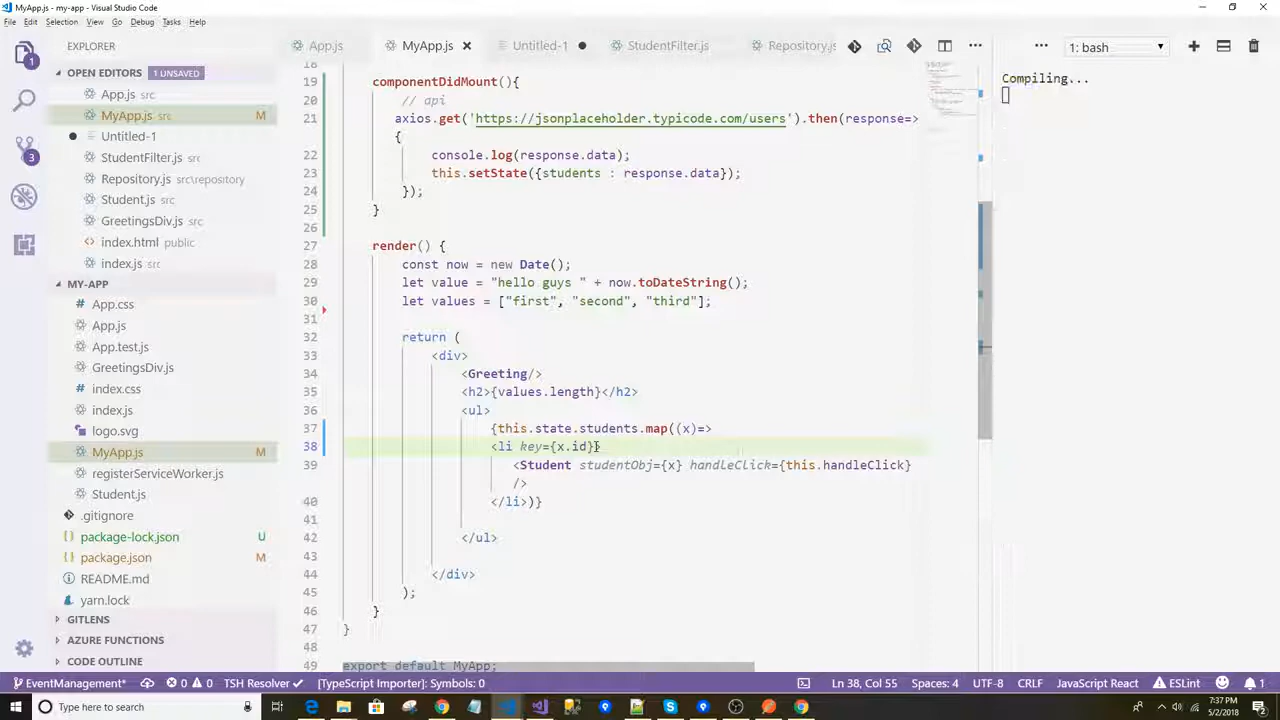 MyApp.js - my-app - Visual Studio Code
File Edit Selection View Go Debug Tasks Help
EXPLORER
App.js
MyApp.js
Untitled-1
StudentFilter.js
Repository.js
1: bash
OPEN EDITORS 1 UNSAVED
App.js src
MyApp.js src M
Untitled-1
StudentFilter.js src
Repository.js src\repository
Student.js src
GreetingsDiv.js src
index.html public
index.js src
MY-APP
App.css
App.js
App.test.js
GreetingsDiv.js
index.css
index.js
logo.svg
MyApp.js M
registerServiceWorker.js
Student.js
.gitignore
package-lock.json U
package.json M
README.md
yarn.lock
GITLENS
AZURE FUNCTIONS
CODE OUTLINE
1
3
18
19 componentDidMount()
20 // api
21 axios.get('https://jsonplaceholder.typicode.com/users').then(response=>
{
22 console.log(response.data);
23 this.setState({students : response.data});
24 });
25 }
26
27 render() {
28 const now = new Date();
29 let value = "hello guys " + now.toDateString();
30 let values = ["first", "second", "third"];
31
32 return (
33 <div>
34 <Greeting/>
35 <h2>{values.length}</h2>
36 <ul>
37 {this.state.students.map((x)=>
38 <li key={x.id}
39 <Student studentObj={x} handleClick={this.handleClick}
/>
40 </li>)}
41
42 </ul>
43
44 </div>
45 );
46 }
47 }
48
49 export default MyApp;
Compiling...
EventManagement* 0 0 TSH Resolver [TypeScript Importer]: Symbols: 0 Ln 38, Col 55 Spaces: 4 UTF-8 CRLF JavaScript React ESLint 1
Type here to search
7:37 PM
5/2/2018